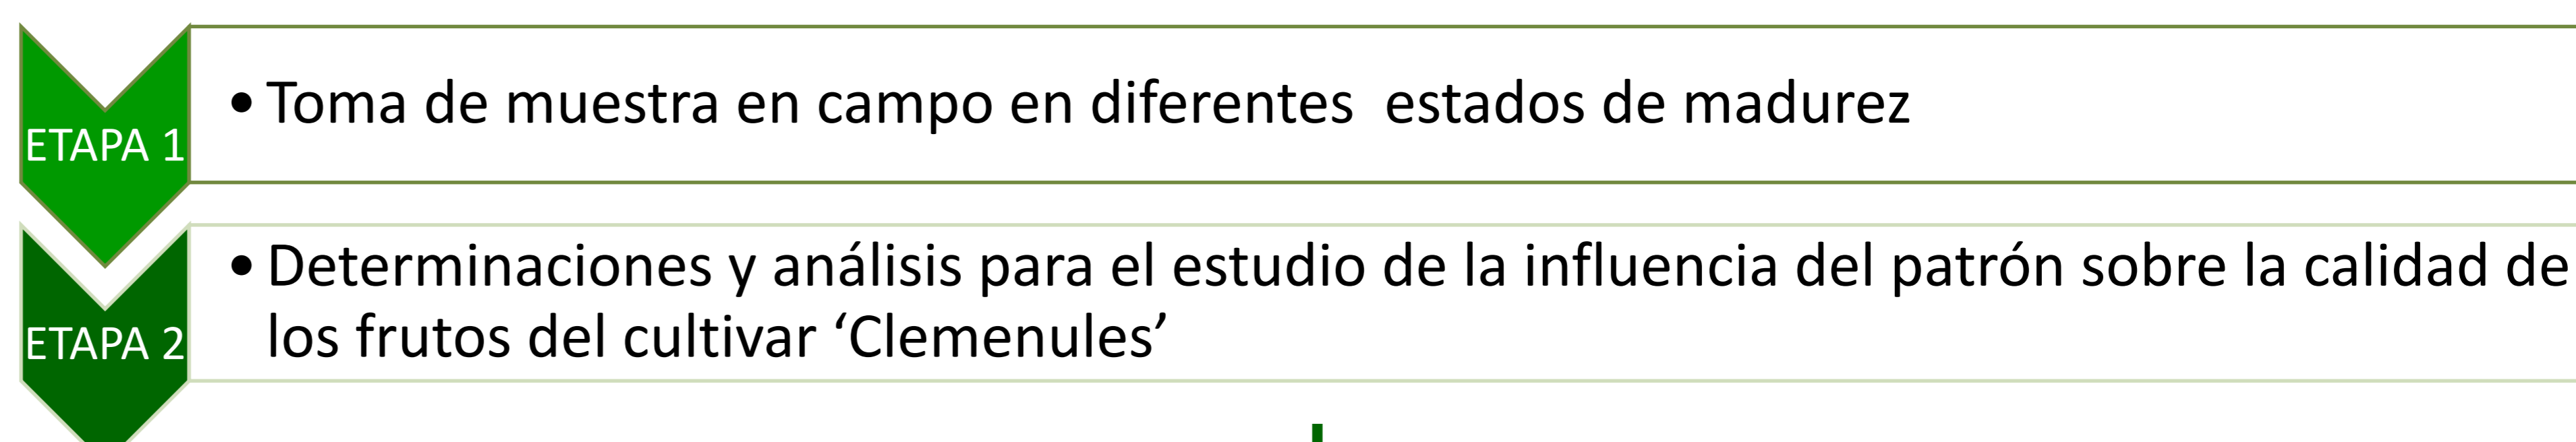 ETAPA 1
• Toma de muestra en campo en diferentes  estados de madurez
ETAPA 2
• Determinaciones y análisis para el estudio de la influencia del patrón sobre la calidad de
los frutos del cultivar ‘Clemenules’